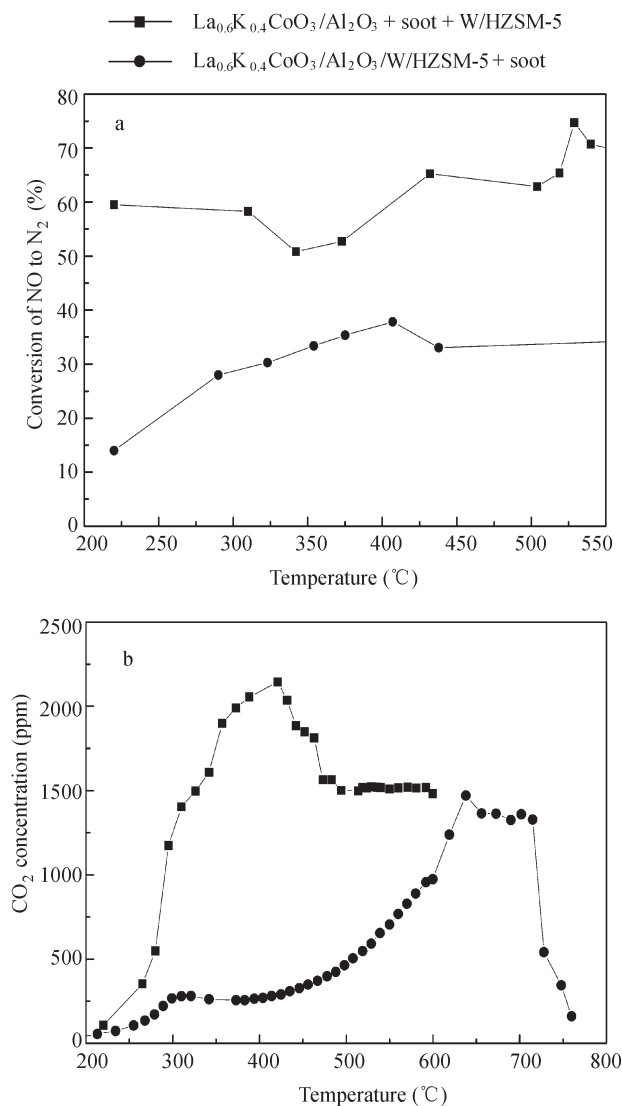 La₀.₆K₀.₄CoO₃/Al₂O₃ + soot + W/HZSM-5
La₀.₆K₀.₄CoO₃/Al₂O₃/W/HZSM-5 + soot
a
80
70
60
50
40
30
20
10
0
Conversion of NO to N₂ (%)
200 250 300 350 400 450 500 550
Temperature (℃)
b
2500
2000
1500
1000
500
0
CO₂ concentration (ppm)
200 300 400 500 600 700 800
Temperature (℃)